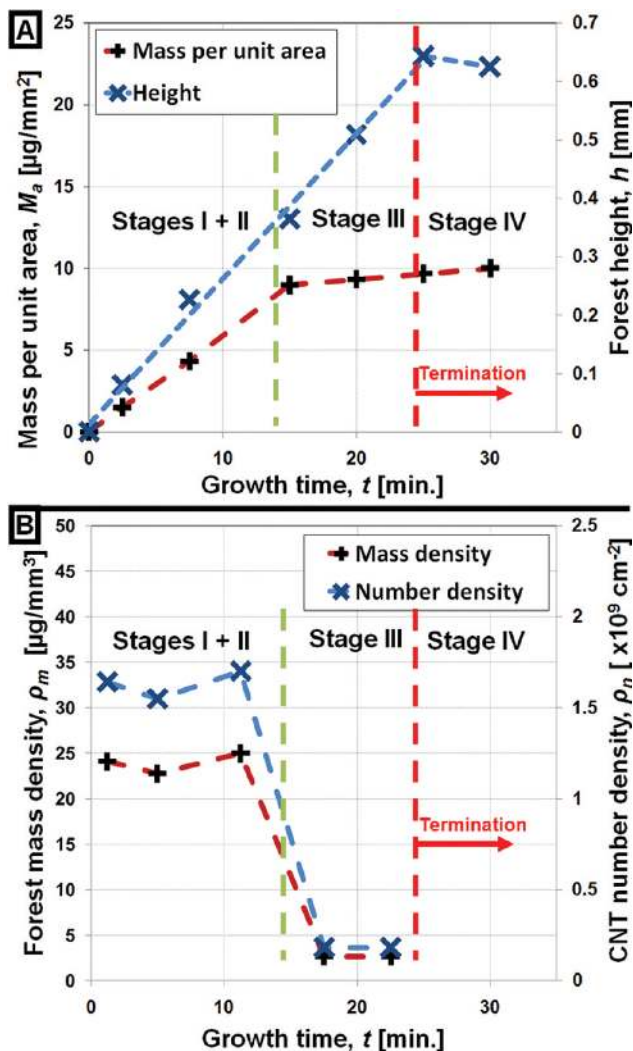 A
Mass per unit area
Height
Stages I + II
Stage III
Stage IV
Termination
25
20
15
10
5
0
0.7
0.6
0.5
0.4
0.3
0.2
0.1
0
0 10 20 30
Mass per unit area, Mₐ [µg/mm²]
Forest height, h [mm]
Growth time, t [min.]
B
Mass density
Number density
Stages I + II
Stage III
Stage IV
Termination
50
45
40
35
30
25
20
15
10
5
0
2.5
2
1.5
1
0.5
0
0 10 20 30
Forest mass density, ρₘ [µg/mm³]
CNT number density, ρₙ [ x10⁹ cm⁻²]
Growth time, t [min.]